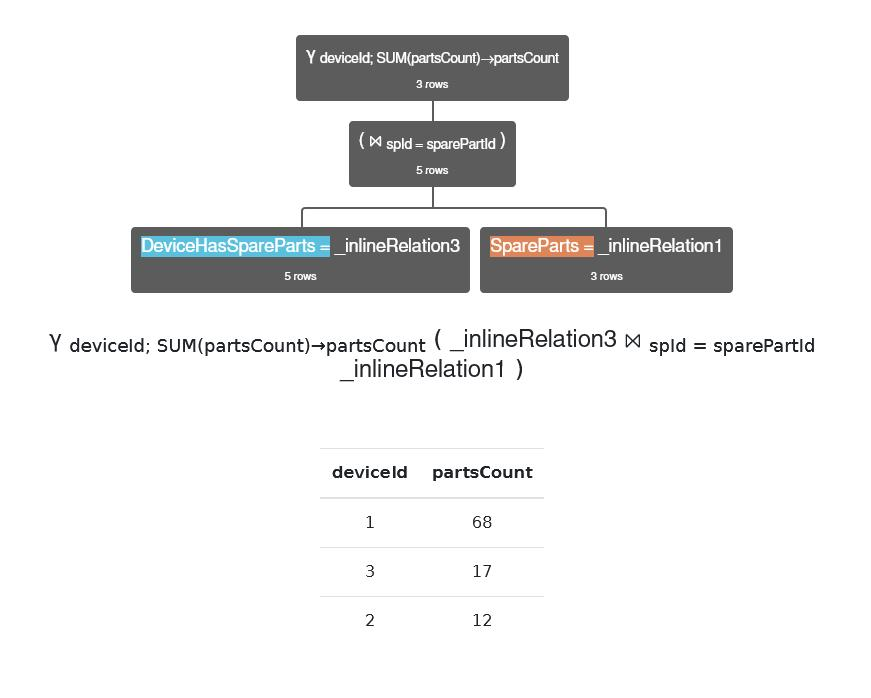 γ deviceId; SUM(partsCount)→partsCount
3 rows
( ⋈ spId = sparePartId )
5 rows
DeviceHasSpareParts = _inlineRelation3
5 rows
SpareParts = _inlineRelation1
3 rows
γ deviceId; SUM(partsCount)→partsCount ( _inlineRelation3 ⋈ spId = sparePartId
_inlineRelation1 )
deviceId partsCount
1 68
3 17
2 12